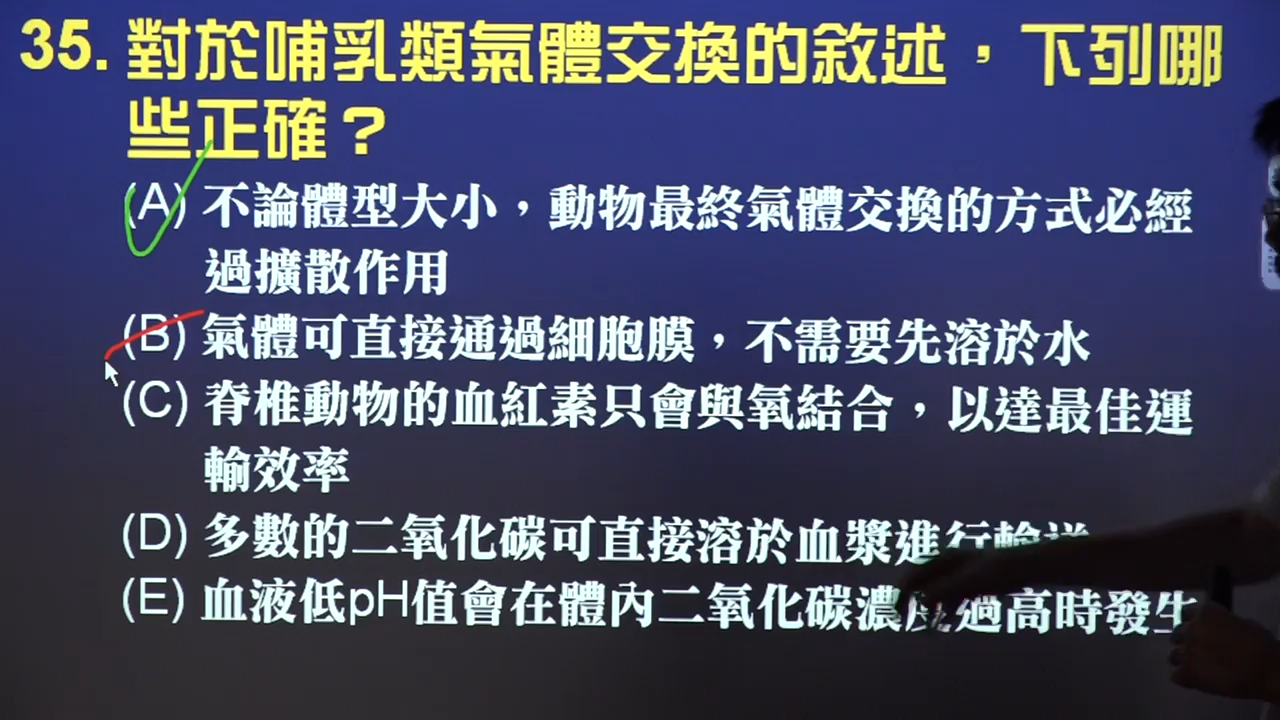 35. 對於哺乳類氣體交換的敘述，下列哪
些正確？
(A) 不論體型大小，動物最終氣體交換的方式必經
過擴散作用
(B) 氣體可直接通過細胞膜，不需要先溶於水
(C) 脊椎動物的血紅素只會與氧結合，以達最佳運
輸效率
(D) 多數的二氧化碳可直接溶於血漿進行輸送
(E) 血液低pH值會在體內二氧化碳濃度過高時發生